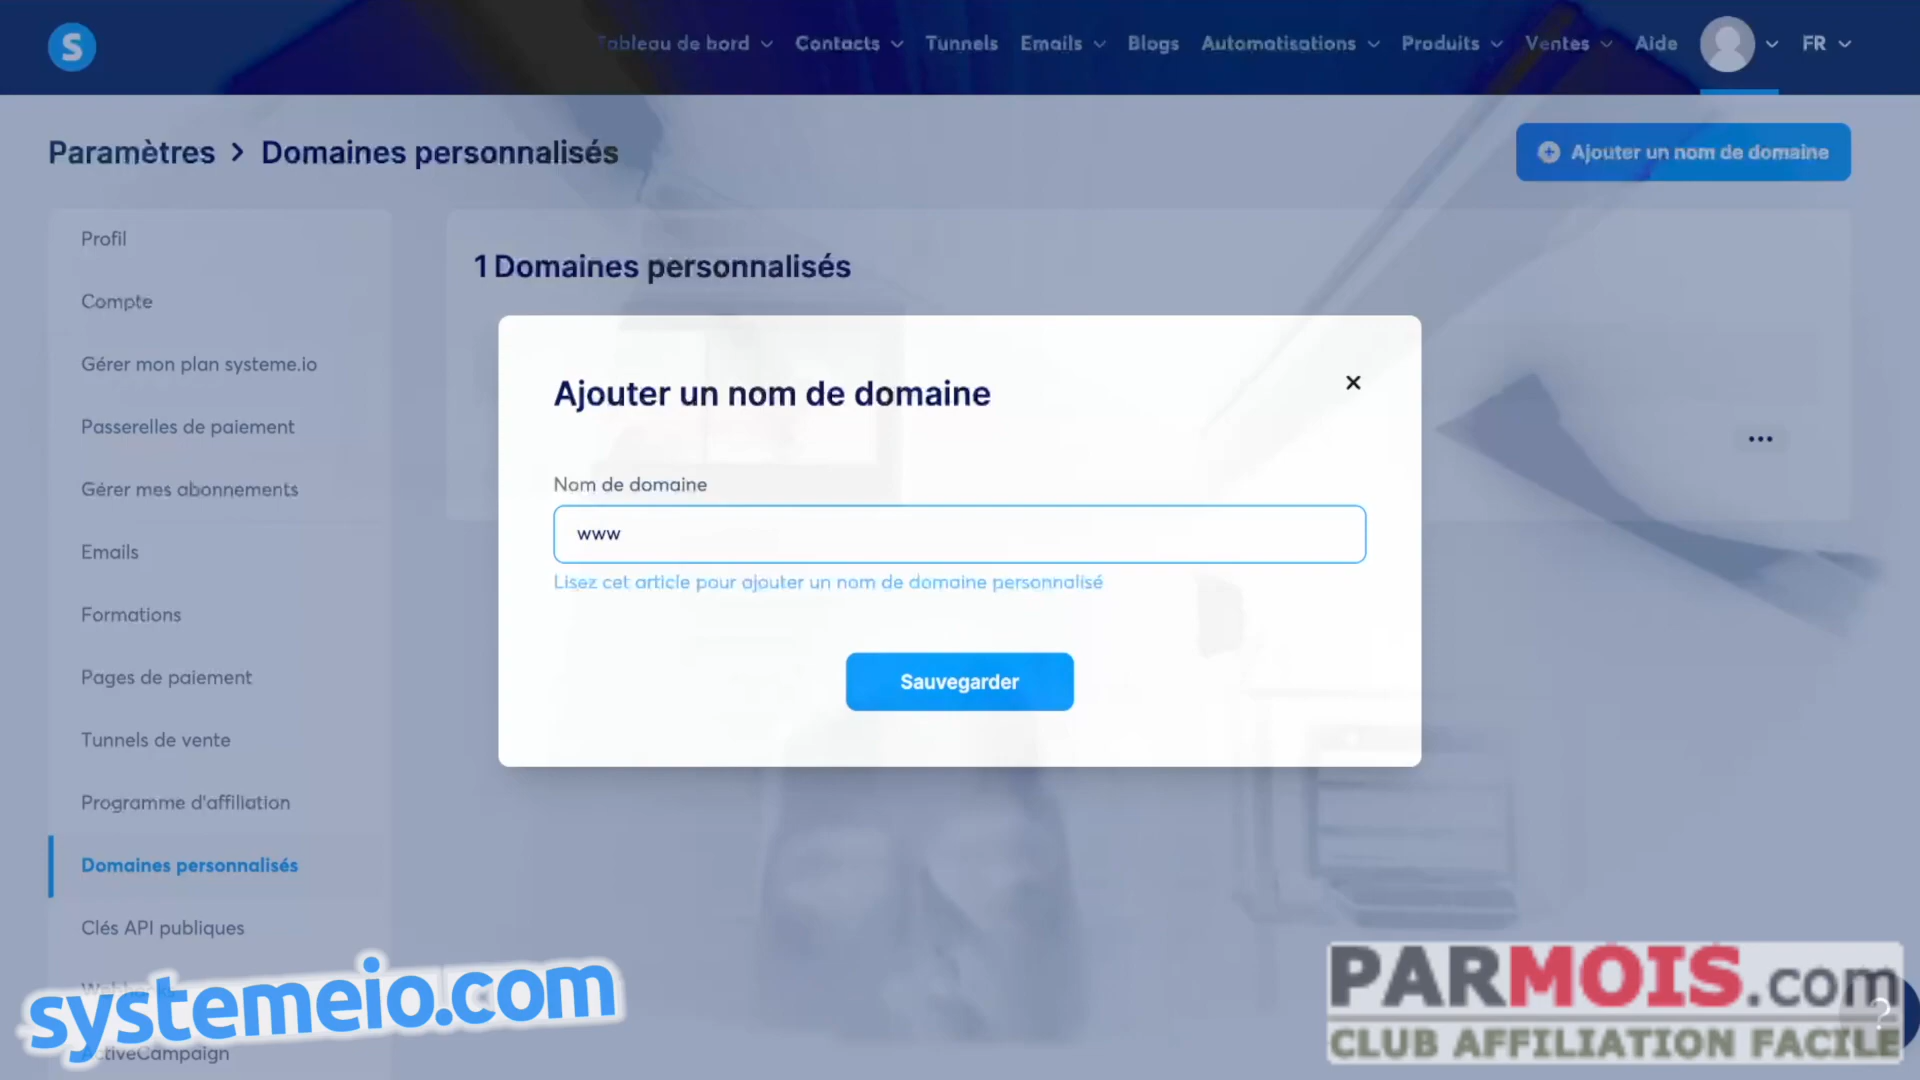 S
Tableau de bord
Contacts
Tunnels
Emails
Blogs
Automatisations
Produits
Ventes
Aide
FR
Paramètres > Domaines personnalisés
Ajouter un nom de domaine
Profil
Compte
Gérer mon plan systeme.io
Passerelles de paiement
Gérer mes abonnements
Emails
Formations
Pages de paiement
Tunnels de vente
Programme d'affiliation
Domaines personnalisés
Clés API publiques
Webhooks
ActiveCampaign
1 Domaines personnalisés
...
Ajouter un nom de domaine
×
Nom de domaine
www
Lisez cet article pour ajouter un nom de domaine personnalisé
Sauvegarder
systemeio.com
PARMOIS.com
CLUB AFFILIATION FACILE
?